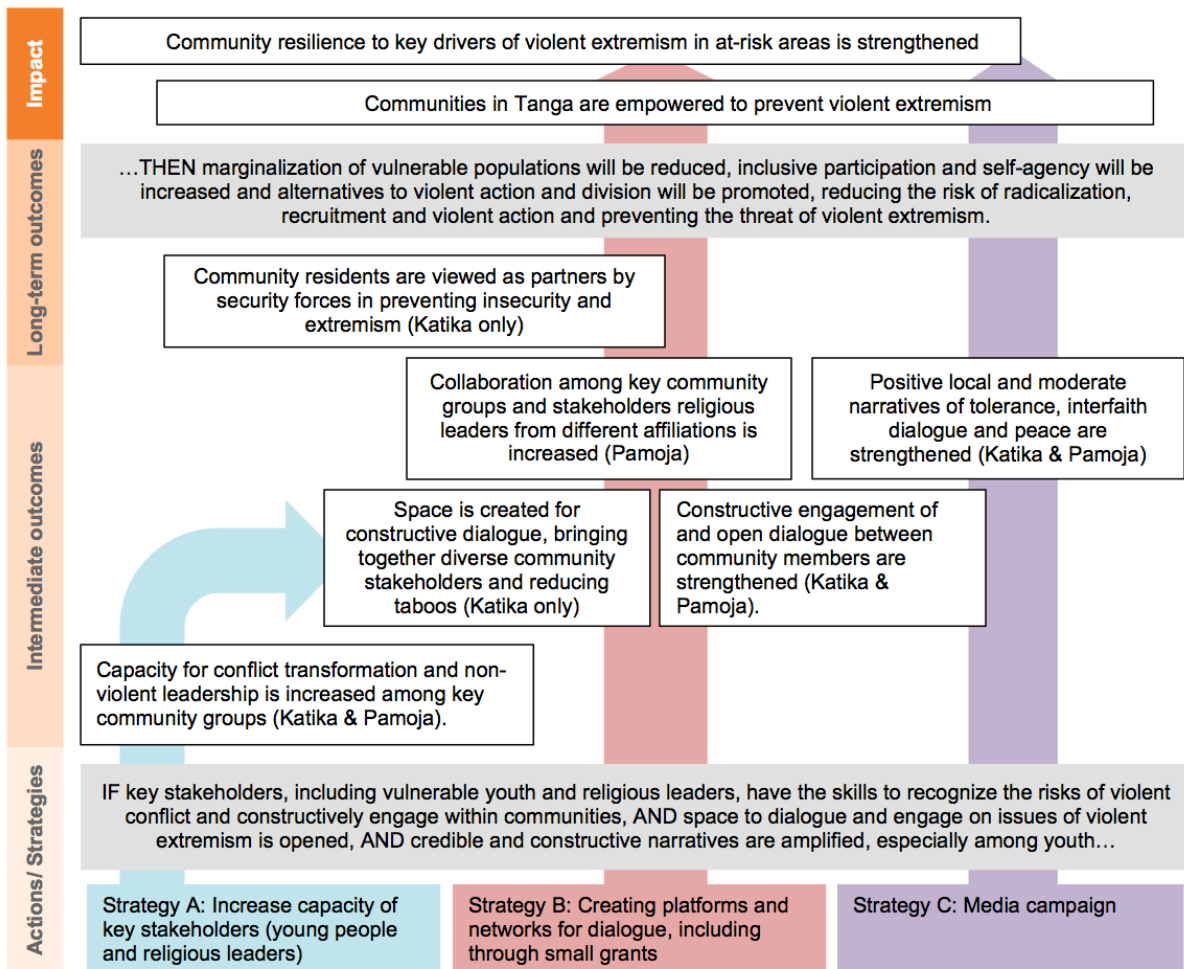 Impact
Community resilience to key drivers of violent extremism in at-risk areas is strengthened
Communities in Tanga are empowered to prevent violent extremism
Long-term outcomes
…THEN marginalization of vulnerable populations will be reduced, inclusive participation and self-agency will be
increased and alternatives to violent action and division will be promoted, reducing the risk of radicalization,
recruitment and violent action and preventing the threat of violent extremism.
Community residents are viewed as partners by
security forces in preventing insecurity and
extremism (Katika only)
Intermediate outcomes
Collaboration among key community
groups and stakeholders religious
leaders from different affiliations is
increased (Pamoja)
Positive local and moderate
narratives of tolerance, interfaith
dialogue and peace are
strengthened (Katika & Pamoja)
Space is created for
constructive dialogue, bringing
together diverse community
stakeholders and reducing
taboos (Katika only)
Constructive engagement of
and open dialogue between
community members are
strengthened (Katika &
Pamoja).
Capacity for conflict transformation and non-
violent leadership is increased among key
community groups (Katika & Pamoja).
Actions/ Strategies
IF key stakeholders, including vulnerable youth and religious leaders, have the skills to recognize the risks of violent
conflict and constructively engage within communities, AND space to dialogue and engage on issues of violent
extremism is opened, AND credible and constructive narratives are amplified, especially among youth…
Strategy A: Increase capacity of
key stakeholders (young people
and religious leaders)
Strategy B: Creating platforms and
networks for dialogue, including
through small grants
Strategy C: Media campaign